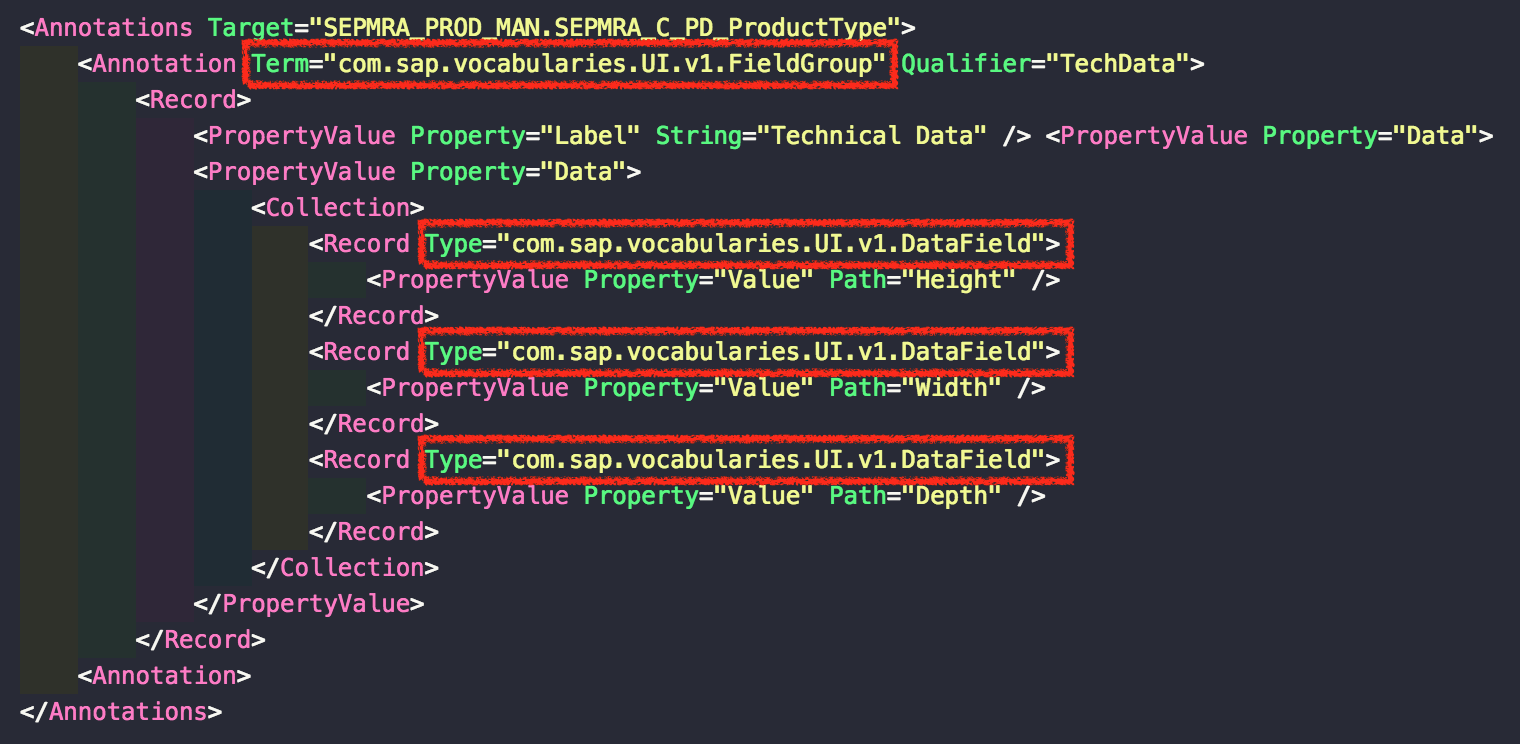 <Annotations Target="SEPMRA_PROD_MAN.SEPMRA_C_PD_ProductType">
<Annotation Term="com.sap.vocabularies.UI.v1.FieldGroup" Qualifier="TechData">
<Record>
<PropertyValue Property="Label" String="Technical Data" /> <PropertyValue Property="Data">
<PropertyValue Property="Data">
<Collection>
<Record Type="com.sap.vocabularies.UI.v1.DataField">
<PropertyValue Property="Value" Path="Height" />
</Record>
<Record Type="com.sap.vocabularies.UI.v1.DataField">
<PropertyValue Property="Value" Path="Width" />
</Record>
<Record Type="com.sap.vocabularies.UI.v1.DataField">
<PropertyValue Property="Value" Path="Depth" />
</Record>
</Collection>
</PropertyValue>
</Record>
<Annotation>
</Annotations>